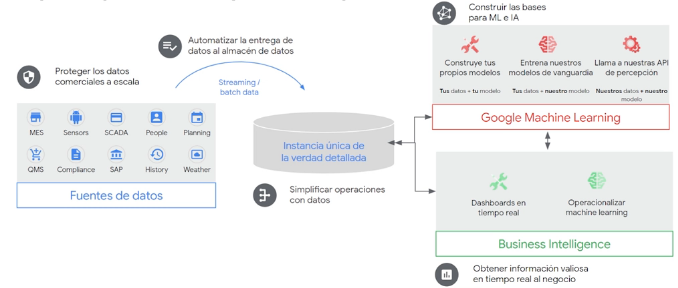 Proteger los datos
comerciales a escala
MES
Sensors
SCADA
People
Planning
QMS
Compliance
SAP
History
Weather
Fuentes de datos
Automatizar la entrega de
datos al almacén de datos
Streaming /
batch data
Instancia única de
la verdad detallada
Simplificar operaciones
con datos
Construir las bases
para ML e IA
Construye tus
propios modelos
Tus datos + tu modelo
Entrena nuestros
modelos de vanguardia
Tus datos + nuestro modelo
Llama a nuestras API
de percepción
Nuestros datos + nuestro
modelo
Google Machine Learning
Dashboards en
tiempo real
Operacionalizar
machine learning
Business Intelligence
Obtener información valiosa
en tiempo real al negocio